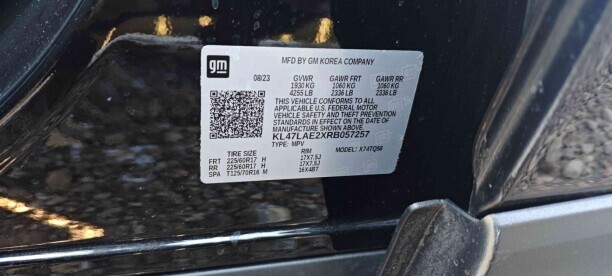 gm
MFD BY GM KOREA COMPANY
08/23 GVWR GAWR FRT GAWR RR
1930 KG 1060 KG 1060 KG
4255 LB 2336 LB 2336 LB
THIS VEHICLE CONFORMS TO ALL
APPLICABLE U.S. FEDERAL MOTOR
VEHICLE SAFETY, BUMPER, AND
THEFT PREVENTION STANDARDS IN
EFFECT ON THE DATE OF
MANUFACTURE SHOWN ABOVE.
KL47LAE2XRB057257
TYPE: MPV MODEL:
TIRE SIZE RIM
FRT 225/60R17 H 17X7.5J
RR 225/60R17 H 17X7.5J
SPA T125/70R16 M 16X4BT